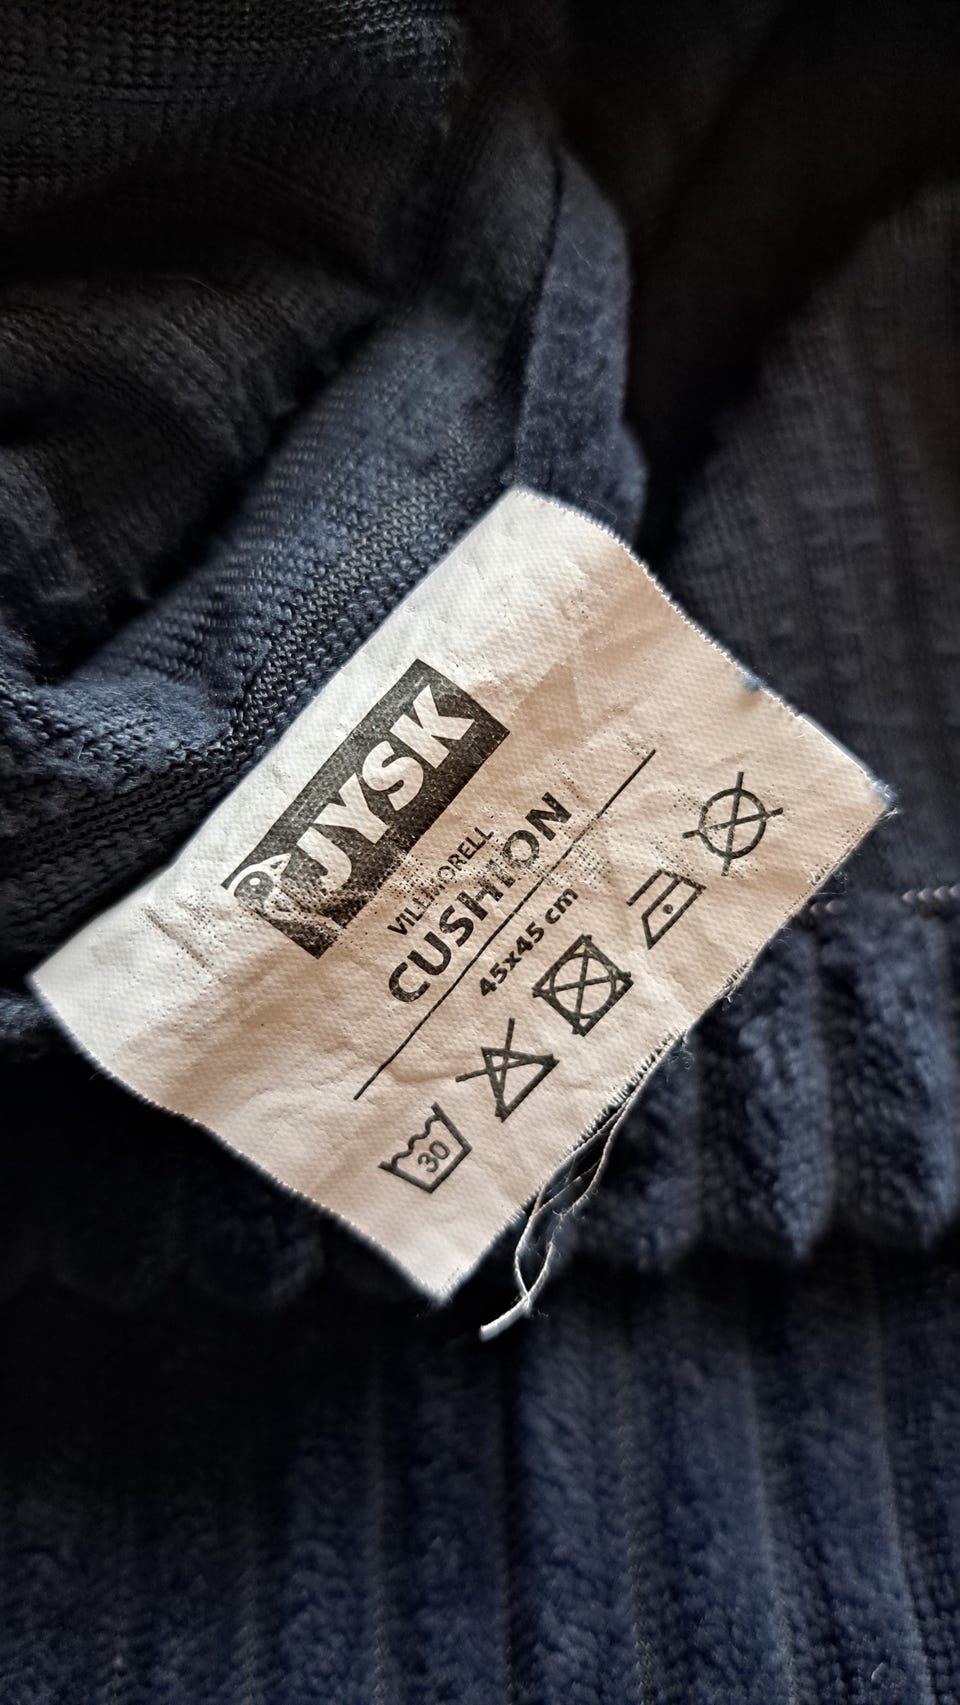 JYSK
VILLMORELL
CUSHION
45x45 cm
30